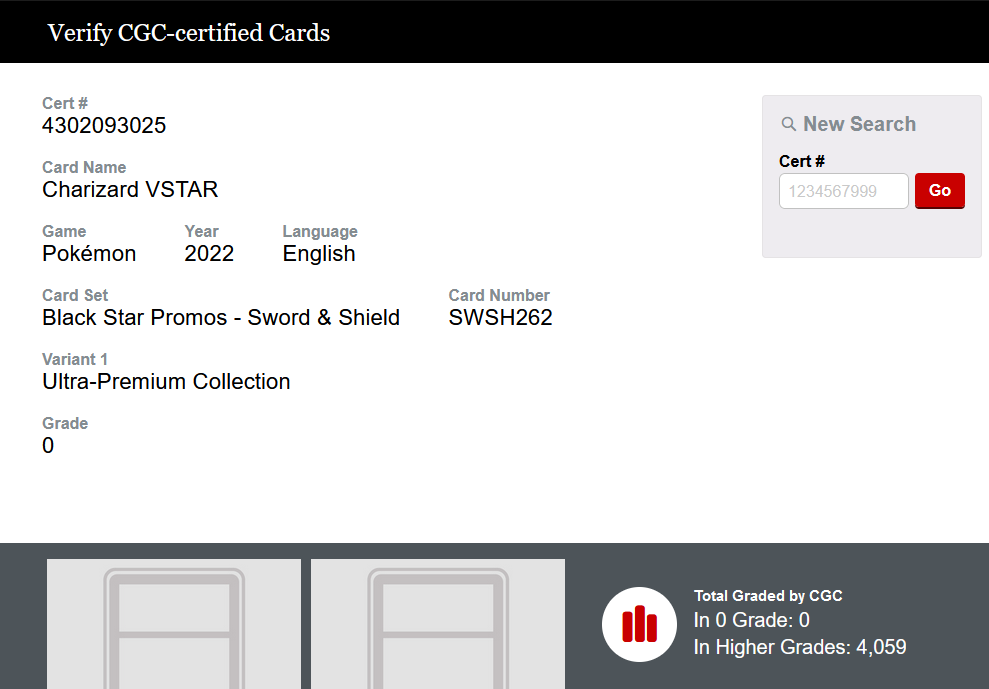 Verify CGC-certified Cards
Cert #
4302093025
New Search
Cert #
1234567999
Go
Card Name
Charizard VSTAR
Game Year Language
Pokémon 2022 English
Card Set Card Number
Black Star Promos - Sword & Shield SWSH262
Variant 1
Ultra-Premium Collection
Grade
0
Total Graded by CGC
In 0 Grade: 0
In Higher Grades: 4,059